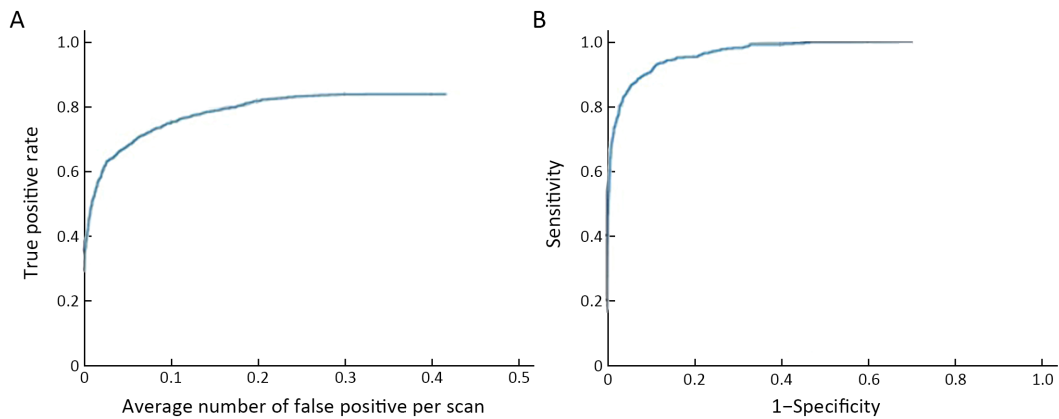 A
1.0
0.8
0.6
0.4
0.2
0
0 0.1 0.2 0.3 0.4 0.5
True positive rate
Average number of false positive per scan
B
1.0
0.8
0.6
0.4
0.2
0
0 0.2 0.4 0.6 0.8 1.0
Sensitivity
1−Specificity